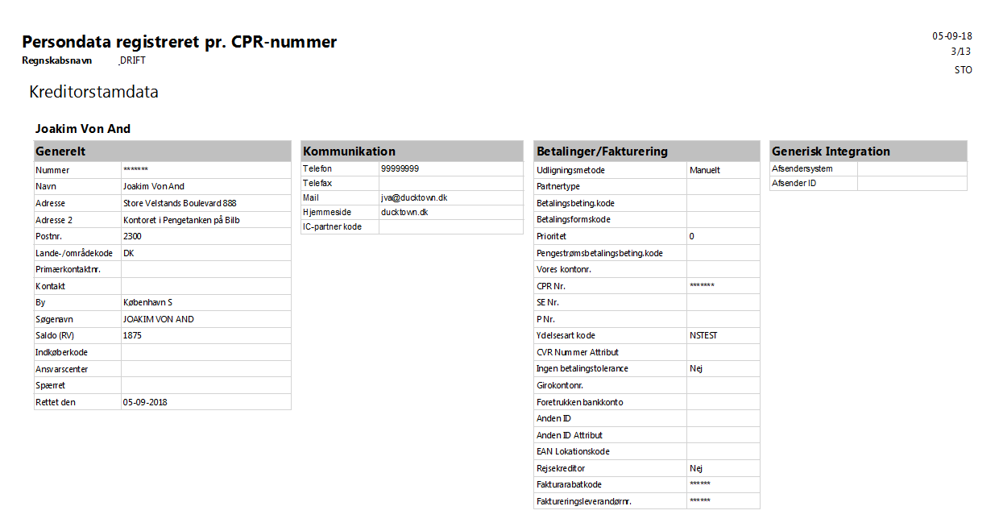 Persondata registreret pr. CPR-nummer
05-09-18
Regnskabsnavn DRIFT
3/13
STO
Kreditorstamdata
Joakim Von And
Generelt
Nummer *******
Navn Joakim Von And
Adresse Store Velstands Boulevard 888
Adresse 2 Kontoret i Pengetanken på Bilb
Postnr. 2300
Lande-/områdekode DK
Primærkontaktnr.
Kontakt
By København S
Søgenavn JOAKIM VON AND
Saldo (RV) 1875
Indkøberkode
Ansvarscenter
Spærret
Rettet den 05-09-2018
Kommunikation
Telefon 99999999
Telefax
Mail jva@ducktown.dk
Hjemmeside ducktown.dk
IC-partner kode
Betalinger/Fakturering
Udligningsmetode Manuelt
Partnertype
Betalingsbeting.kode
Betalingsformskode
Prioritet 0
Pengestrømsbetalingsbeting.kode
Vores kontonr.
CPR Nr. *******
SE Nr.
P Nr.
Ydelsesart kode NSTEST
CVR Nummer Attribut
Ingen betalingstolerance Nej
Girokontonr.
Foretrukken bankkonto
Anden ID
Anden ID Attribut
EAN Lokationskode
Rejsekreditor Nej
Fakturarabatkode ******
Faktureringsleverandørnr. ******
Generisk Integration
Afsendersystem
Afsender ID